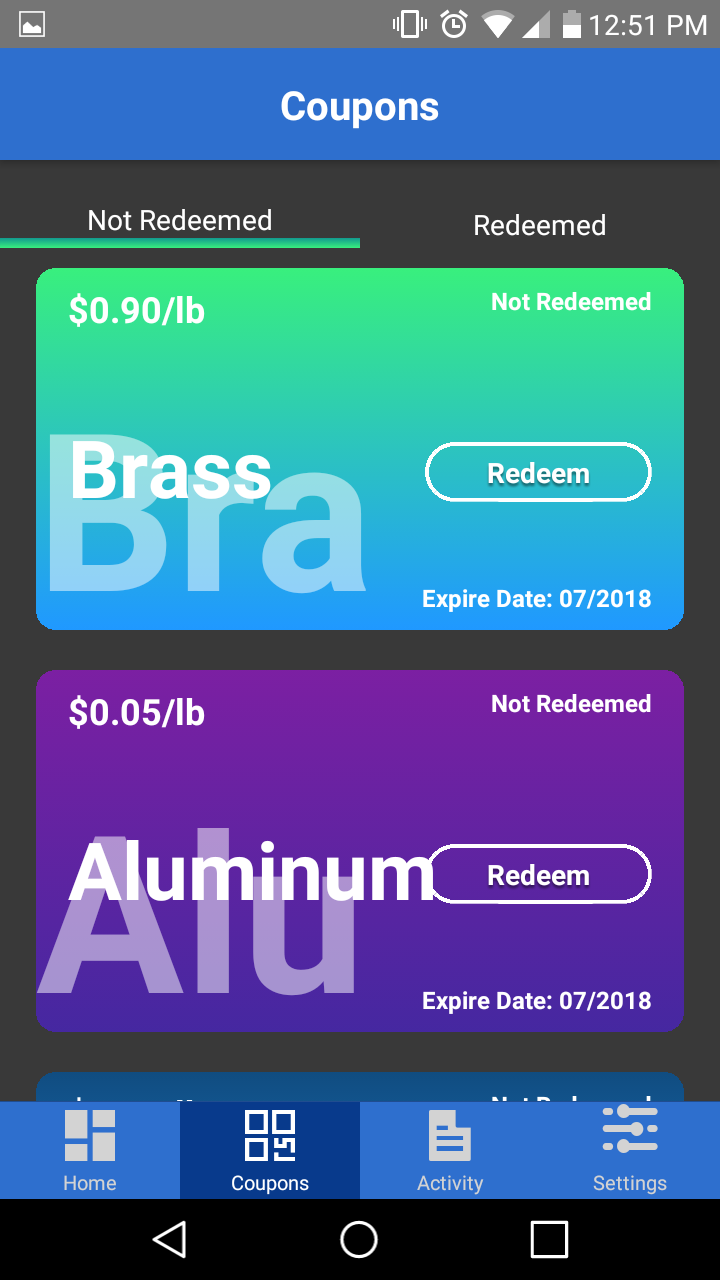 12:51 PM
Coupons
Not Redeemed
Redeemed
$0.90/lb
Not Redeemed
Bra
Brass
Redeem
Expire Date: 07/2018
$0.05/lb
Not Redeemed
Alu
Aluminum
Redeem
Expire Date: 07/2018
Home
Coupons
Activity
Settings